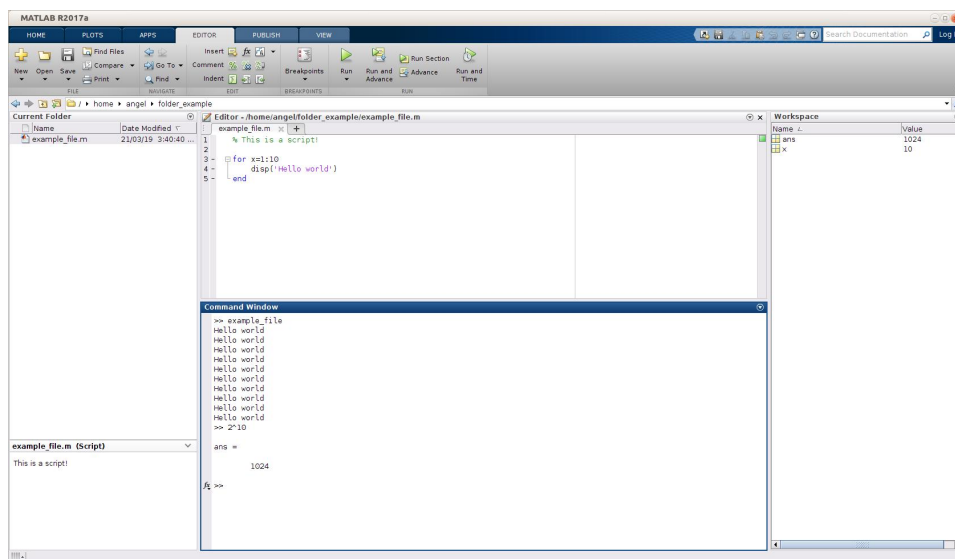 MATLAB R2017a
HOME PLOTS APPS EDITOR PUBLISH VIEW
Search Documentation
Log
New Open Save
Find Files
Compare
Print
Go To
Find
Insert
Comment
Indent
fx
Breakpoints
Run
Run and Advance
Run Section
Advance
Run and Time
FILE NAVIGATE EDIT BREAKPOINTS RUN
/ home angel folder_example
Current Folder
Name Date Modified
example_file.m 21/03/19 3:40:40 ...
example_file.m (Script)
This is a script!
Editor - /home/angel/folder_example/example_file.m
example_file.m +
1 % This is a script!
2
3 - for x=1:10
4 - disp('Hello world')
5 - end
Command Window
>> example_file
Hello world
Hello world
Hello world
Hello world
Hello world
Hello world
Hello world
Hello world
Hello world
Hello world
>> 2^10
ans =
1024
fx >>
Workspace
Name Value
ans 1024
x 10